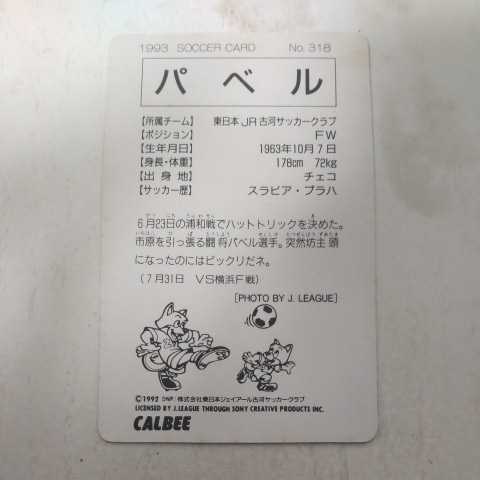 1993 SOCCER CARD No. 318
パベル
【所属チーム】 東日本JR古河サッカークラブ
【ポジション】 FW
【生年月日】 1963年10月7日
【身長・体重】 178cm 72kg
【出身地】 チェコ
【サッカー歴】 スラビア・プラハ
6月23日の浦和戦でハットトリックを決めた。
市原を引っ張る闘将パベル選手。突然坊主頭
になったのにはビックリだネ。
(7月31日 VS横浜F戦)
[PHOTO BY J. LEAGUE]
©1992 DNP/株式会社東日本ジェイアール古河サッカークラブ
LICENSED BY J.LEAGUE THROUGH SONY CREATIVE PRODUCTS INC.
CALBEE